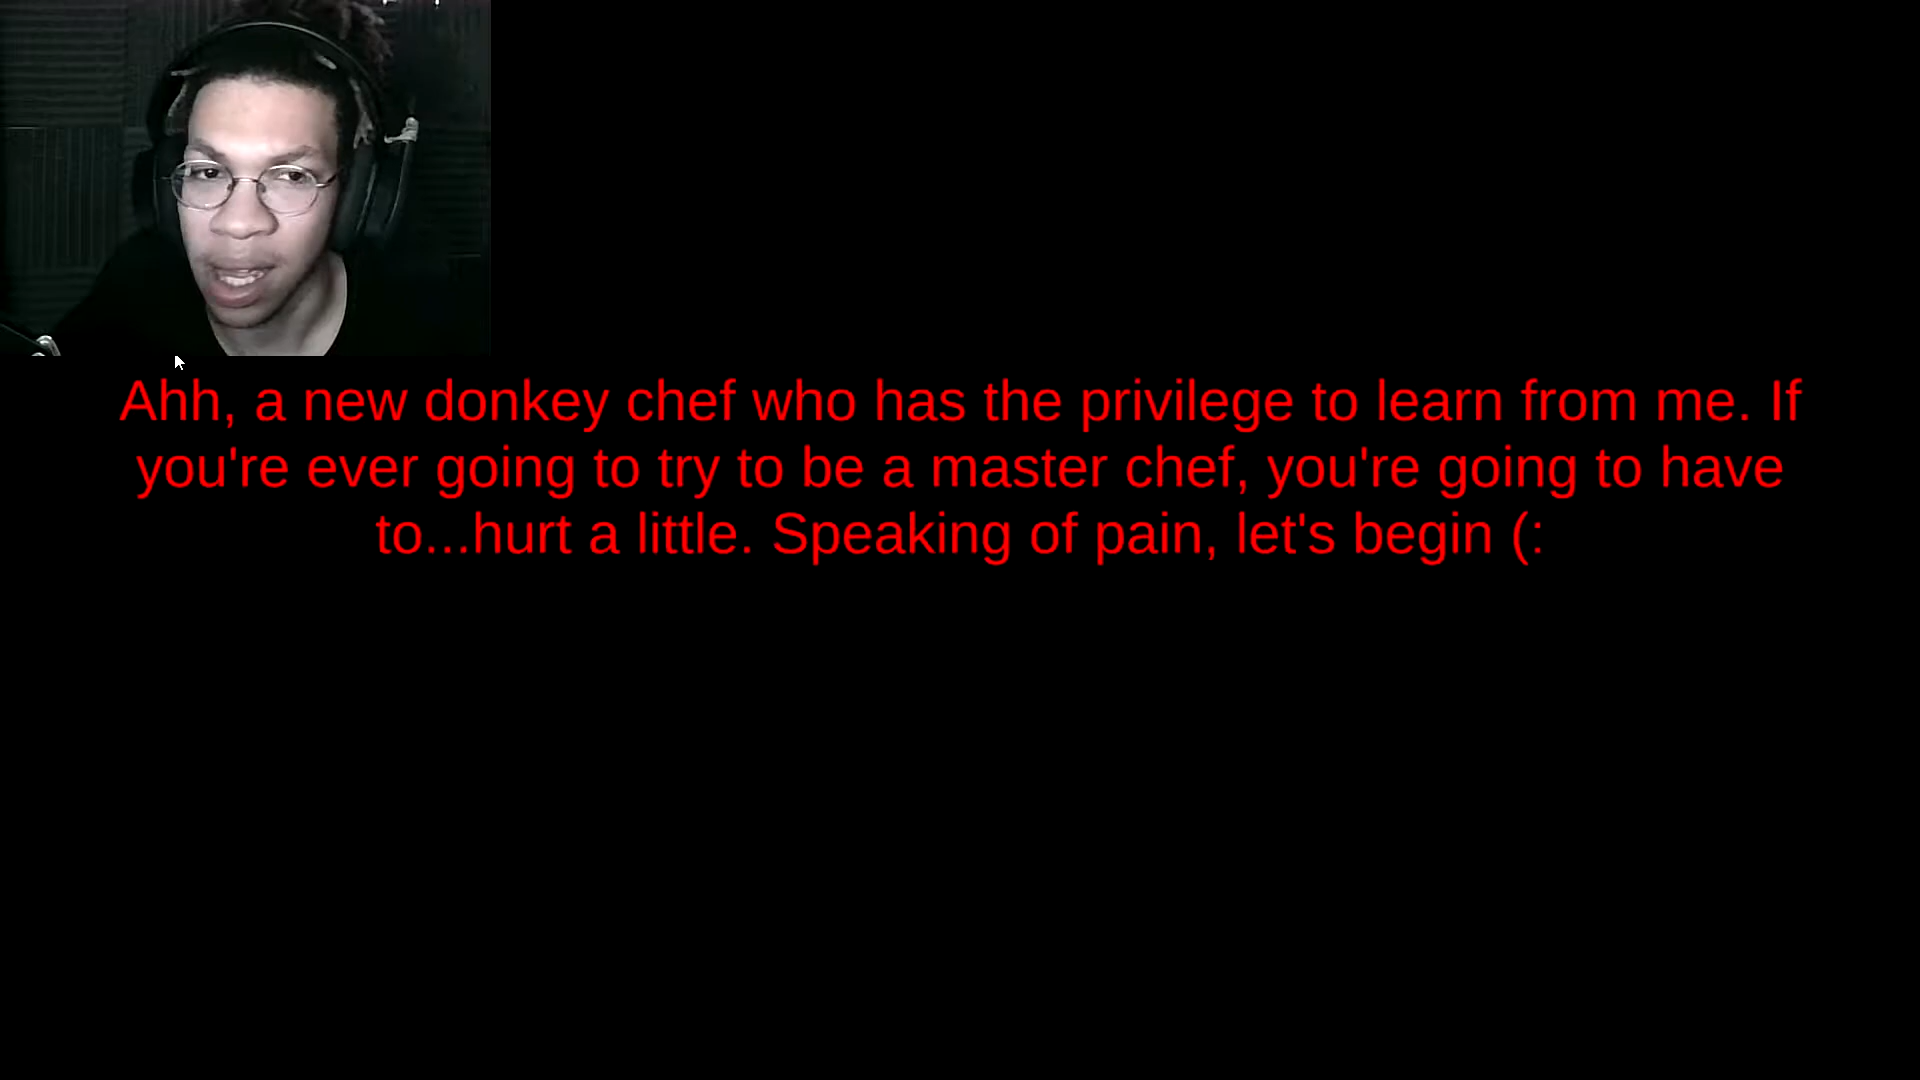 Ahh, a new donkey chef who has the privilege to learn from me. If
you're ever going to try to be a master chef, you're going to have
to...hurt a little. Speaking of pain, let's begin (: